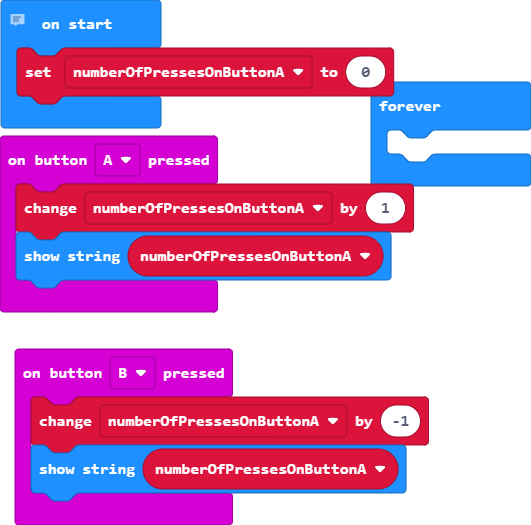 on start
set numberOfPressesOnButtonA to 0
forever
on button A pressed
change numberOfPressesOnButtonA by 1
show string numberOfPressesOnButtonA
on button B pressed
change numberOfPressesOnButtonA by -1
show string numberOfPressesOnButtonA